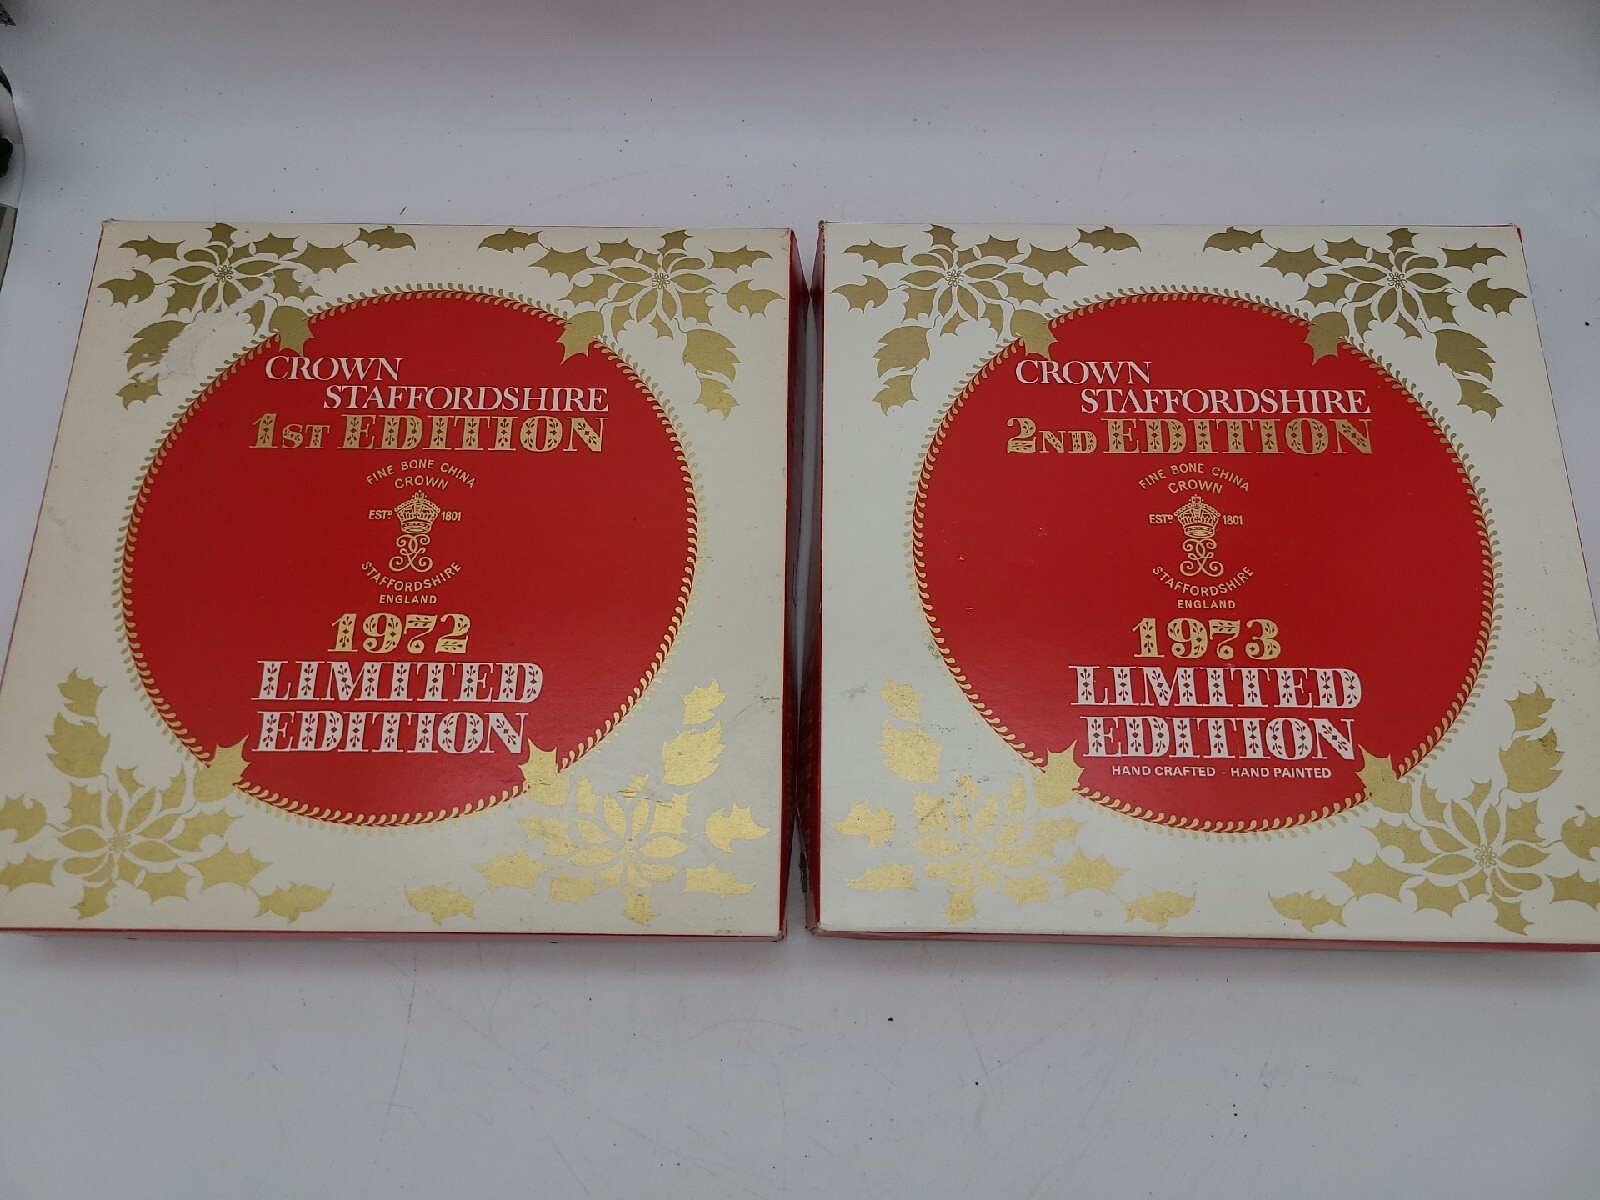 CROWN
STAFFORDSHIRE
1ST EDITION
FINE BONE CHINA
CROWN
ESTD 1801
STAFFORDSHIRE
ENGLAND
1972
LIMITED
EDITION
CROWN
STAFFORDSHIRE
2ND EDITION
FINE BONE CHINA
CROWN
ESTD 1801
STAFFORDSHIRE
ENGLAND
1973
LIMITED
EDITION
HAND CRAFTED - HAND PAINTED